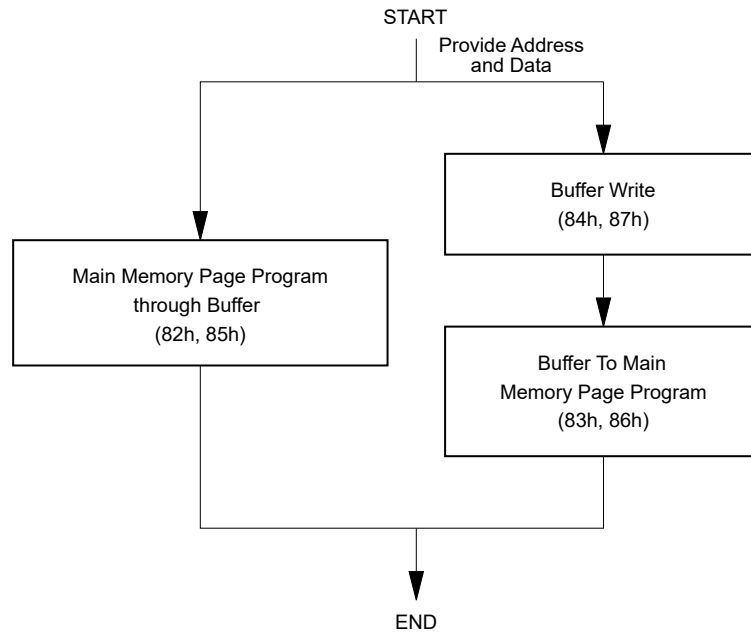 START
Provide Address
and Data
Buffer Write
(84h, 87h)
Main Memory Page Program
through Buffer
(82h, 85h)
Buffer To Main
Memory Page Program
(83h, 86h)
END